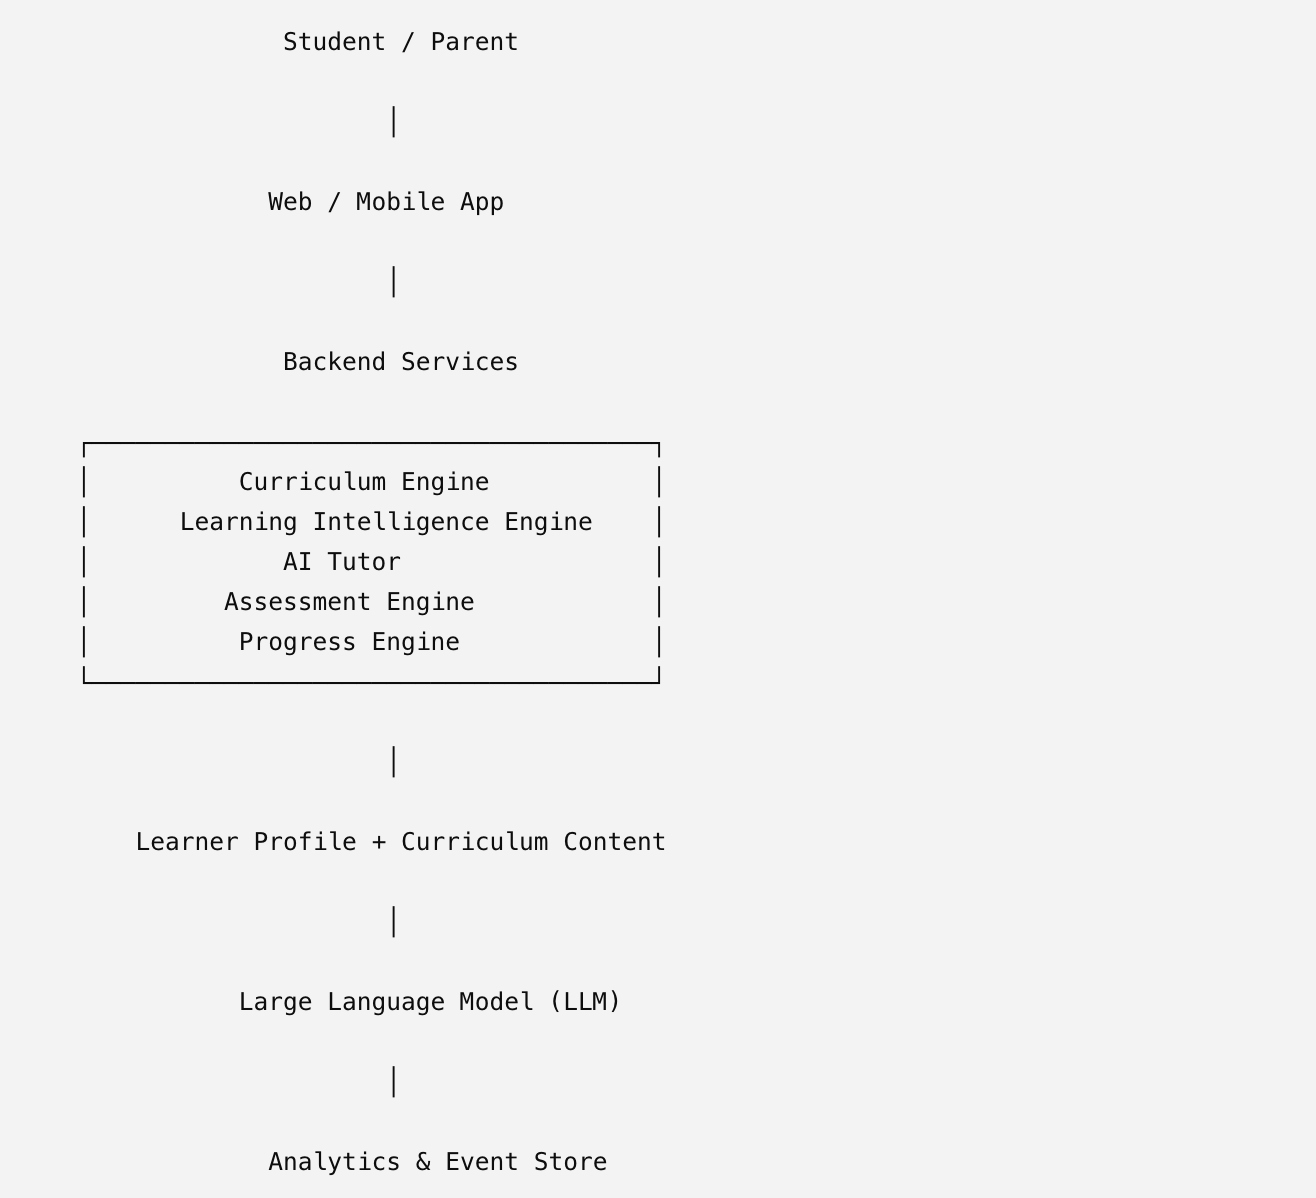 Student / Parent
Web / Mobile App
Backend Services
Curriculum Engine
Learning Intelligence Engine
AI Tutor
Assessment Engine
Progress Engine
Learner Profile + Curriculum Content
Large Language Model (LLM)
Analytics & Event Store